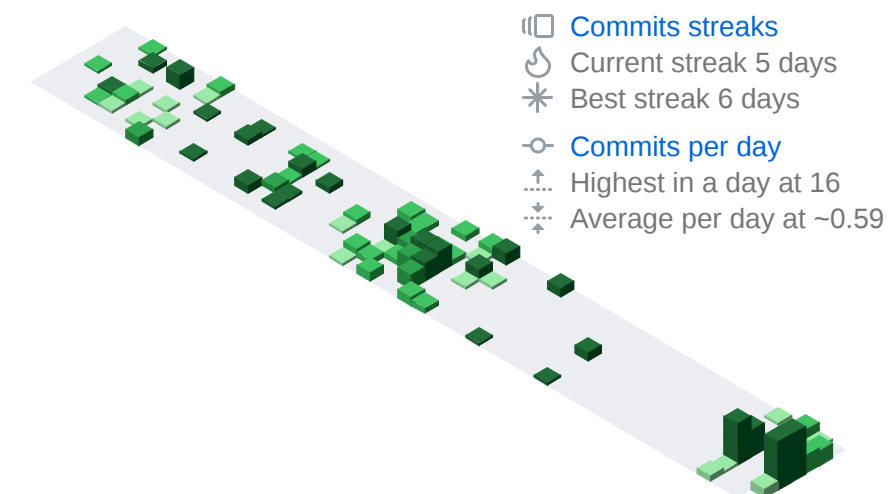 Commits streaks
Current streak 5 days
Best streak 6 days
Commits per day
Highest in a day at 16
Average per day at ~0.59